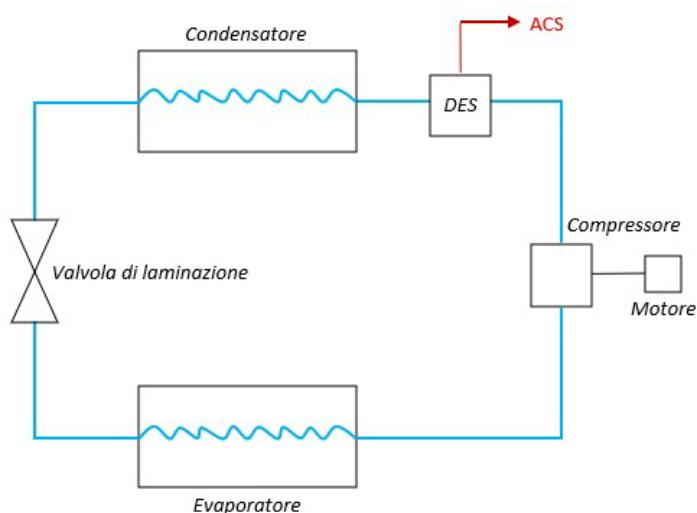 Condensatore
ACS
DES
Compressore
Valvola di laminazione
Motore
Evaporatore